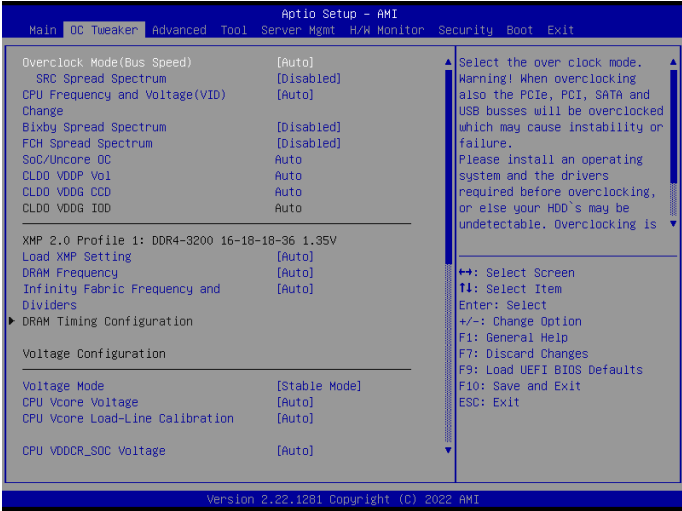 Aptio Setup - AMI
Main OC Tweaker Advanced Tool Server Mgmt H/W Monitor Security Boot Exit
Overclock Mode(Bus Speed) [Auto]
SRC Spread Spectrum [Disabled]
CPU Frequency and Voltage(VID) [Auto]
Change
Bixby Spread Spectrum [Disabled]
FCH Spread Spectrum [Disabled]
SoC/Uncore OC Auto
CLDO VDDP Vol Auto
CLDO VDDG CCD Auto
CLDO VDDG IOD Auto
XMP 2.0 Profile 1: DDR4-3200 16-18-18-36 1.35V
Load XMP Setting [Auto]
DRAM Frequency [Auto]
Infinity Fabric Frequency and [Auto]
Dividers
DRAM Timing Configuration
Voltage Configuration
Voltage Mode [Stable Mode]
CPU Vcore Voltage [Auto]
CPU Vcore Load-Line Calibration [Auto]
CPU VDDCR_SOC Voltage [Auto]
Select the over clock mode.
Warning! When overclocking
also the PCIe, PCI, SATA and
USB busses will be overclocked
which may cause instability or
failure.
Please install an operating
system and the drivers
required before overclocking,
or else your HDD`s may be
undetectable. Overclocking is
↔: Select Screen
↑↓: Select Item
Enter: Select
+/-: Change Option
F1: General Help
F7: Discard Changes
F9: Load UEFI BIOS Defaults
F10: Save and Exit
ESC: Exit
Version 2.22.1281 Copyright (C) 2022 AMI